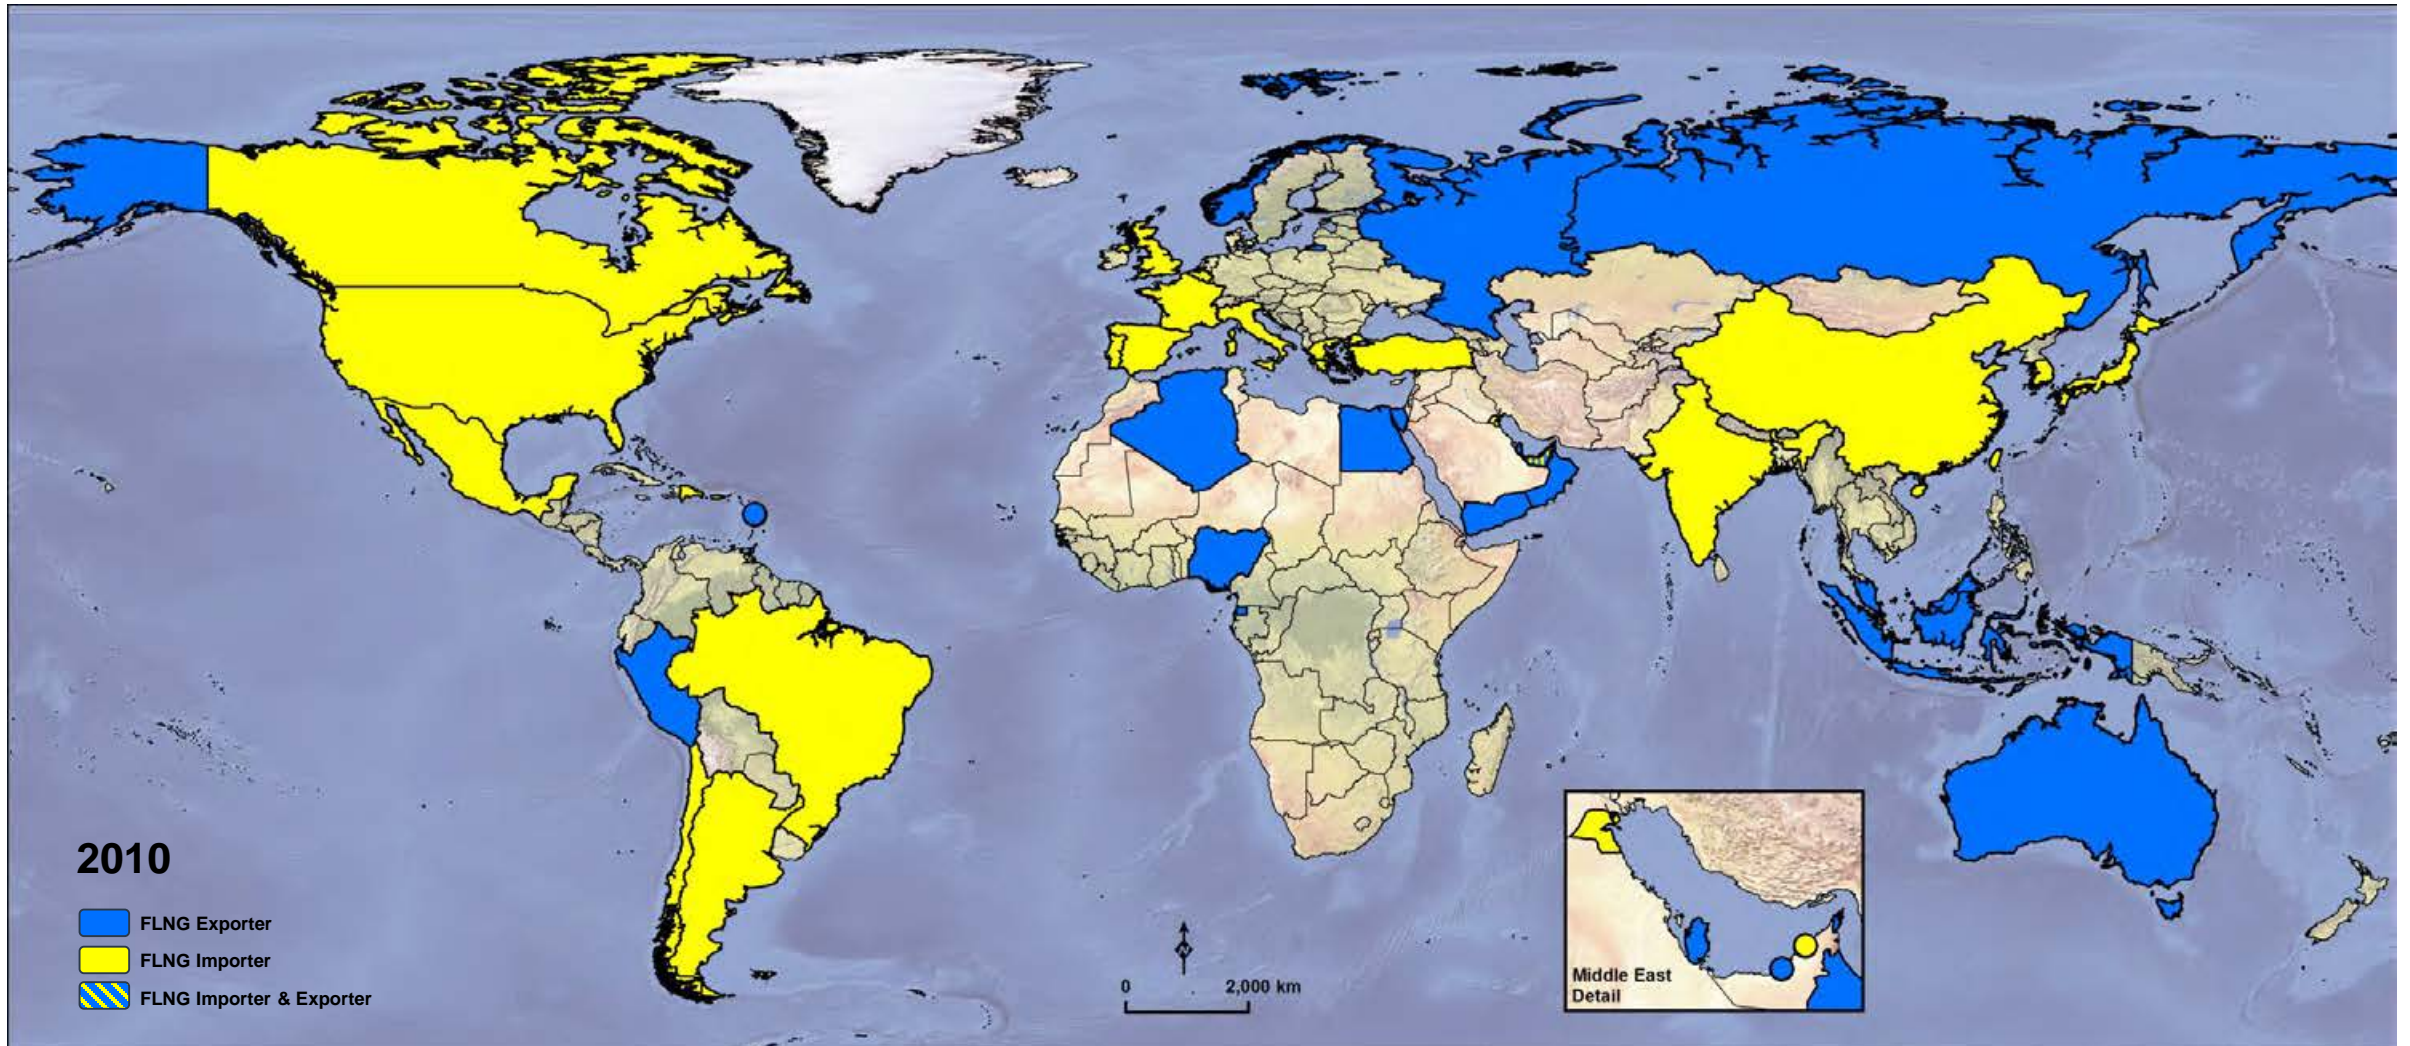 2010
FLNG Exporter
FLNG Importer
FLNG Importer & Exporter
N
0 2,000 km
Middle East
Detail